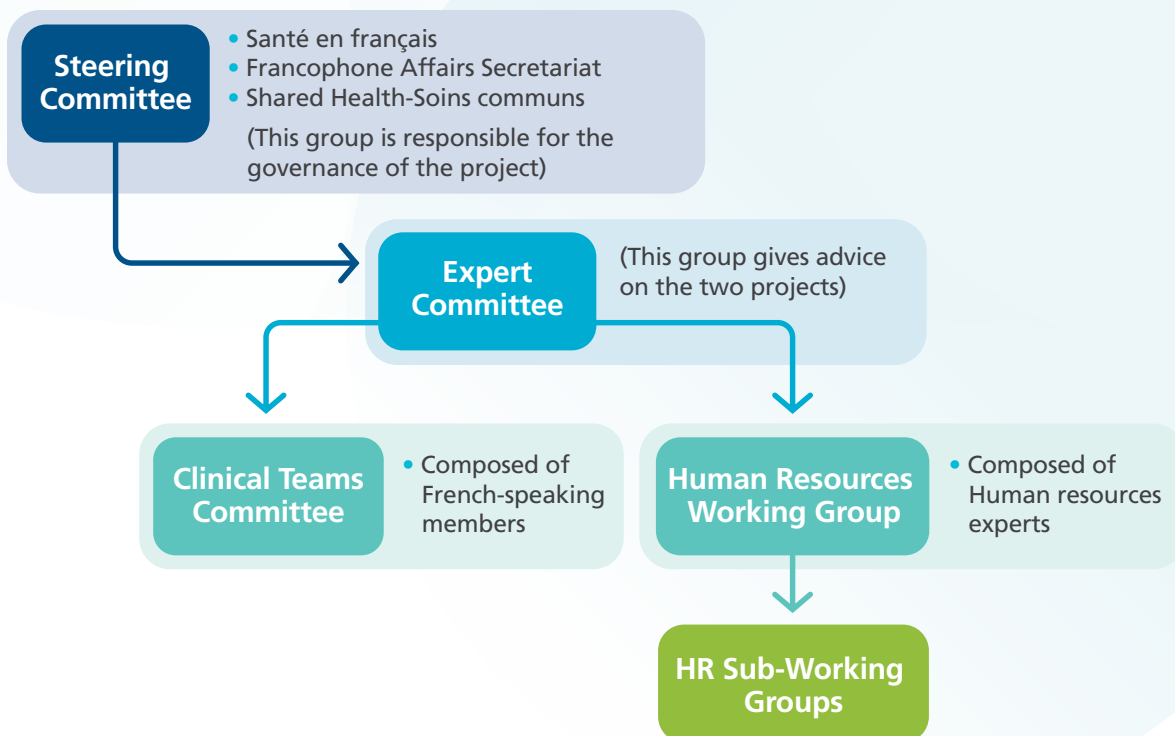 Steering
Committee
• Santé en français
• Francophone Affairs Secretariat
• Shared Health-Soins communs
(This group is responsible for the
governance of the project)
Expert
Committee
(This group gives advice
on the two projects)
Clinical Teams
Committee
• Composed of
French-speaking
members
Human Resources
Working Group
• Composed of
Human resources
experts
HR Sub-Working
Groups